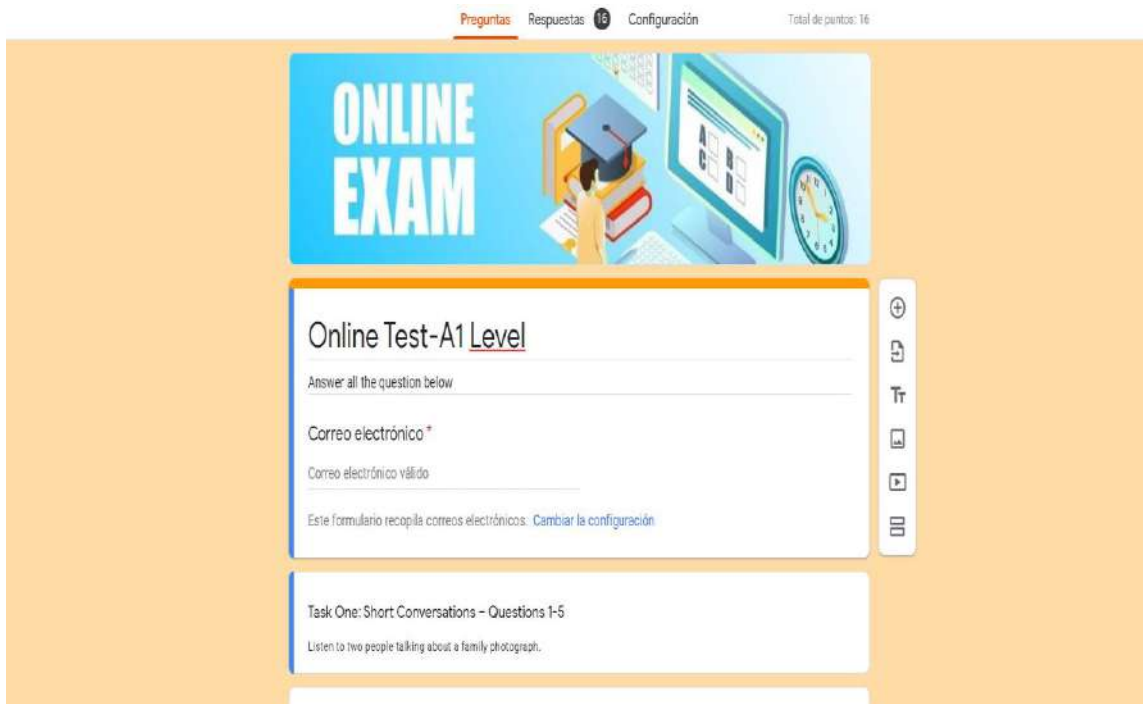 Preguntas Respuestas 16 Configuración Total de puntos: 16
ONLINE
EXAM
A B
C D
Online Test-A1 Level
Answer all the question below
Correo electrónico *
Correo electrónico válido
Este formulario recopila correos electrónicos. Cambiar la configuración
Task One: Short Conversations – Questions 1-5
Listen to two people talking about a family photograph.